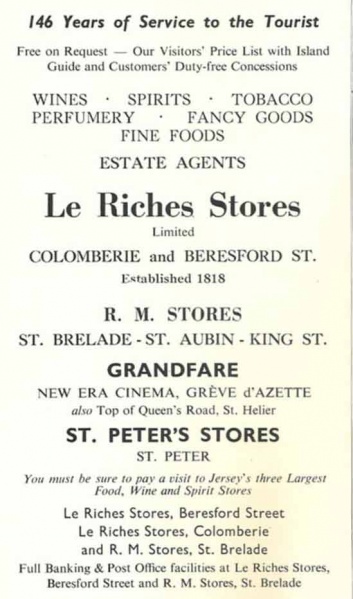 146 Years of Service to the Tourist
Free on Request — Our Visitors' Price List with Island
Guide and Customers' Duty-free Concessions
WINES · SPIRITS · TOBACCO
PERFUMERY · FANCY GOODS
FINE FOODS
ESTATE AGENTS
Le Riches Stores
Limited
COLOMBERIE and BERESFORD ST.
Established 1818
R. M. STORES
ST. BRELADE - ST. AUBIN - KING ST.
GRANDFARE
NEW ERA CINEMA, GRÈVE d'AZETTE
also Top of Queen's Road, St. Helier
ST. PETER'S STORES
ST. PETER
You must be sure to pay a visit to Jersey's three Largest
Food, Wine and Spirit Stores
Le Riches Stores, Beresford Street
Le Riches Stores, Colomberie
and R. M. Stores, St. Brelade
Full Banking & Post Office facilities at Le Riches Stores,
Beresford Street and R. M. Stores, St. Brelade